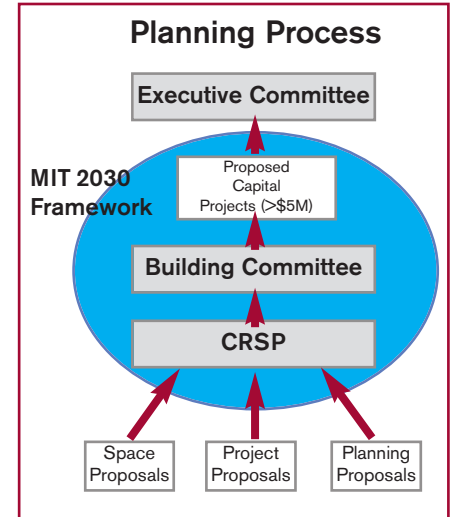 Planning Process
Executive Committee
MIT 2030
Framework
Proposed
Capital
Projects (>$5M)
Building Committee
CRSP
Space
Proposals
Project
Proposals
Planning
Proposals